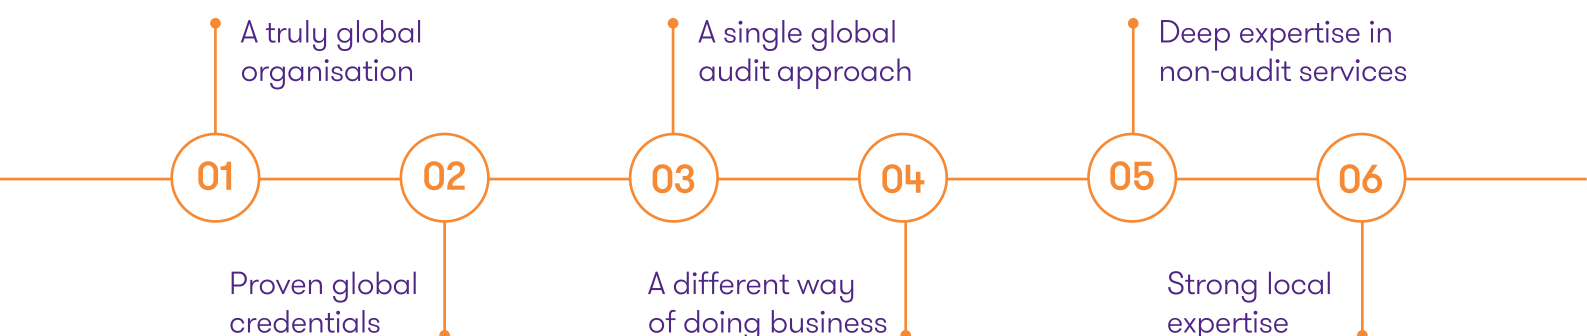 A truly global
organisation
A single global
audit approach
Deep expertise in
non-audit services
01
02
03
04
05
06
Proven global
credentials
A different way
of doing business
Strong local
expertise